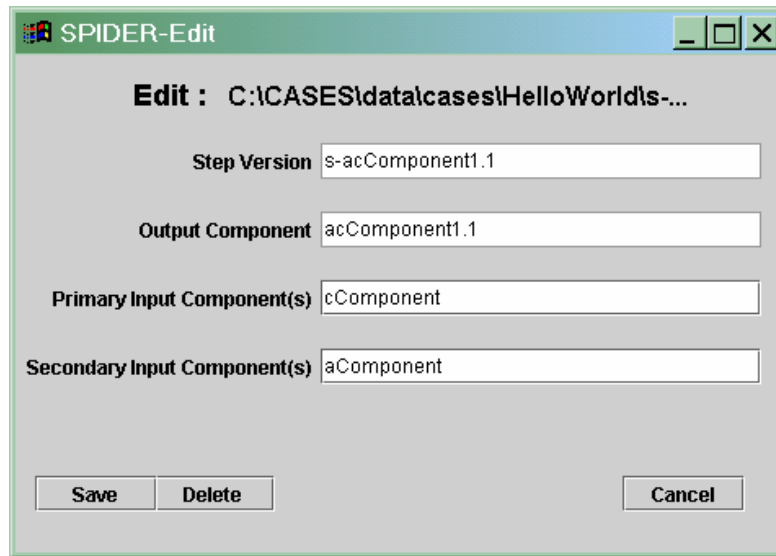 SPIDER-Edit
Edit : C:\CASES\data\cases\HelloWorld\s-...
Step Version s-acComponent1.1
Output Component acComponent1.1
Primary Input Component(s) cComponent
Secondary Input Component(s) aComponent
Save Delete Cancel